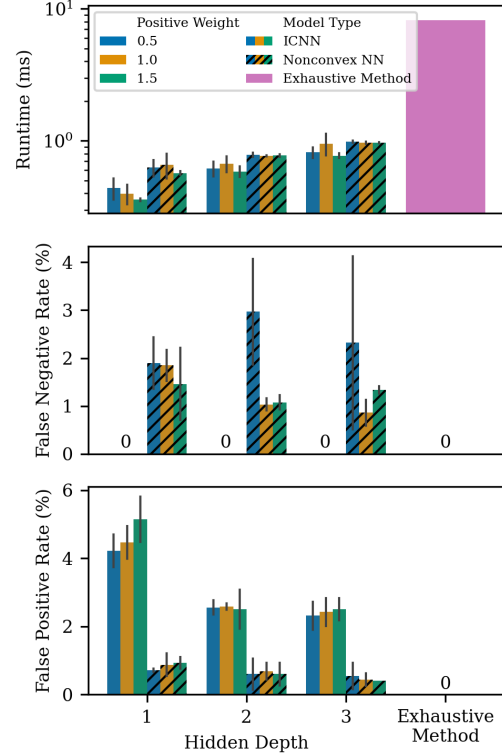 Positive Weight
0.5
1.0
1.5
Model Type
ICNN
Nonconvex NN
Exhaustive Method
Runtime (ms)
10¹
10⁰
False Negative Rate (%)
4
3
2
1
0
0
0
0
0
False Positive Rate (%)
6
4
2
0
0
1
2
3
Exhaustive
Method
Hidden Depth